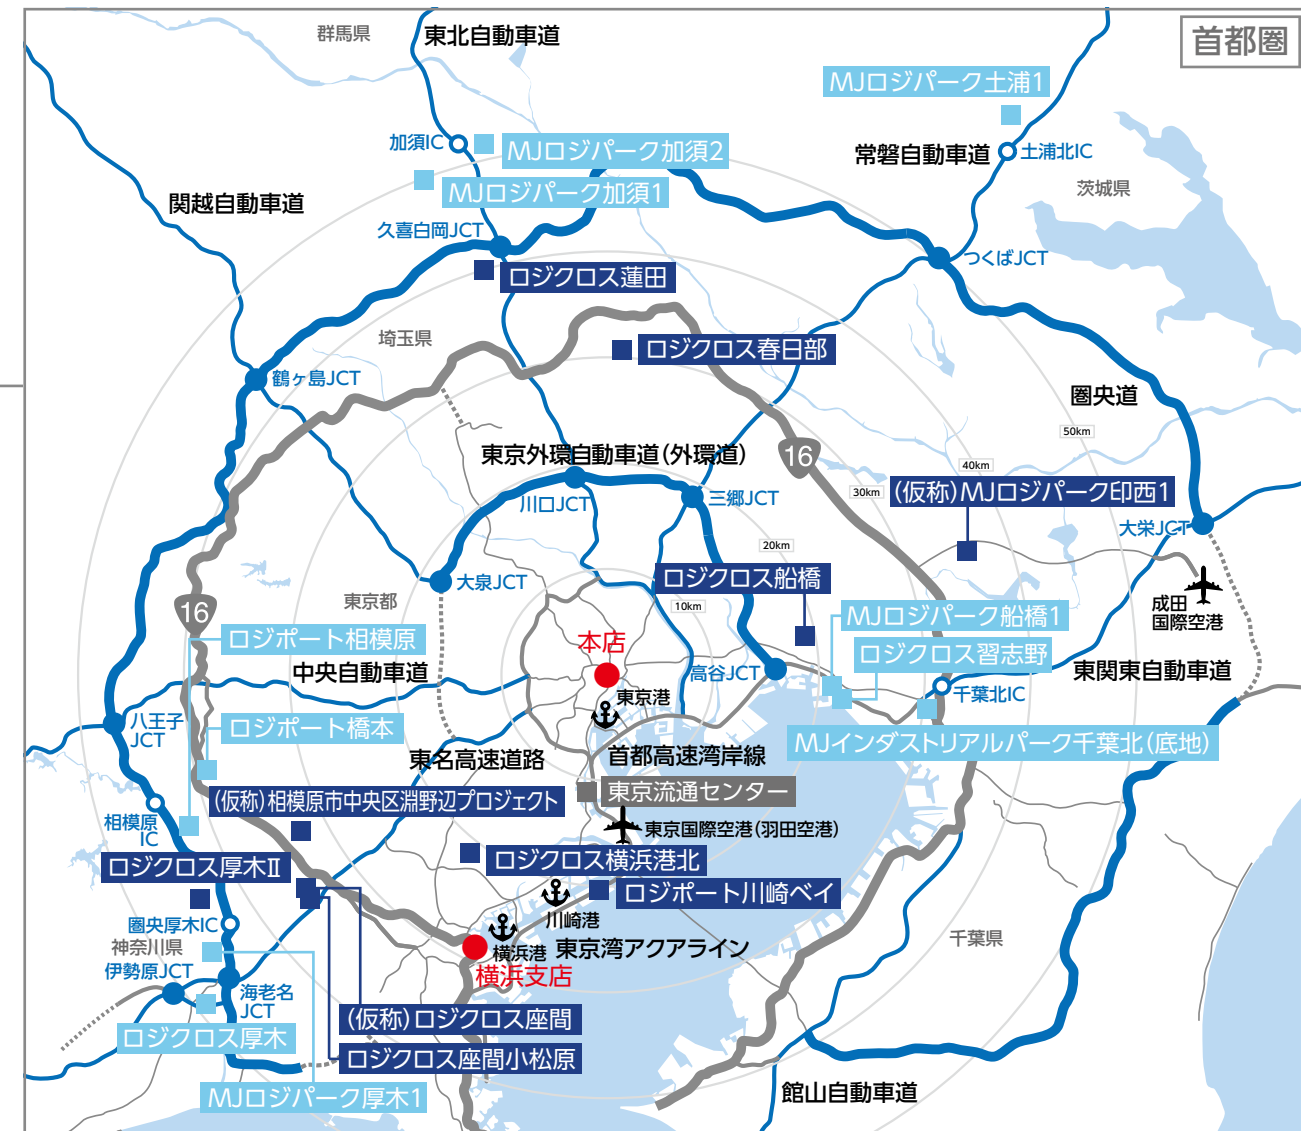 首都圏
群馬県
東北自動車道
MJロジパーク土浦1
加須IC
MJロジパーク加須2
常磐自動車道
土浦北IC
MJロジパーク加須1
茨城県
関越自動車道
久喜白岡JCT
つくばJCT
ロジクロス蓮田
埼玉県
ロジクロス春日部
鶴ヶ島JCT
圏央道
50km
東京外環自動車道(外環道)
16
40km
30km
(仮称)MJロジパーク印西1
川口JCT
三郷JCT
大栄JCT
20km
大泉JCT
ロジクロス船橋
成田
国際空港
東京都
10km
16
MJロジパーク船橋1
ロジポート相模原
本店
ロジクロス習志野
中央自動車道
高谷JCT
東関東自動車道
東京港
千葉北IC
八王子
JCT
ロジポート橋本
MJインダストリアルパーク千葉北(底地)
東名高速道路
首都高速湾岸線
東京流通センター
(仮称)相模原市中央区淵野辺プロジェクト
相模原
IC
東京国際空港(羽田空港)
ロジクロス厚木Ⅱ
ロジクロス横浜港北
ロジポート川崎ベイ
圏央厚木IC
川崎港
神奈川県
横浜港
東京湾アクアライン
千葉県
伊勢原JCT
横浜支店
海老名
JCT
(仮称)ロジクロス座間
ロジクロス厚木
ロジクロス座間小松原
MJロジパーク厚木1
館山自動車道